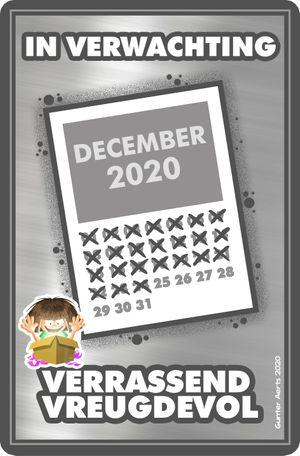 IN VERWACHTING
DECEMBER
2020
25 26 27 28
29 30 31
VERRASSEND
VREUGDEVOL
Gunter Aerts 2020